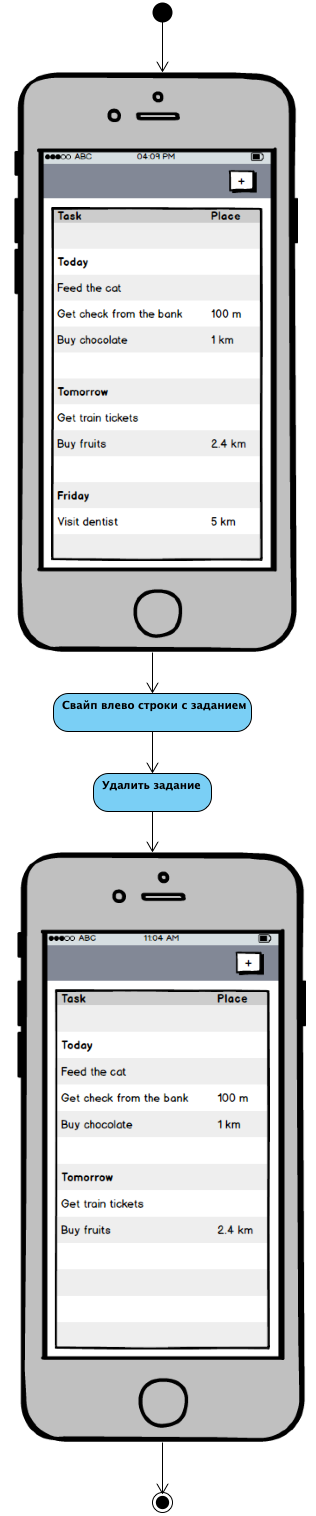 ABC 04:09 PM
+
Task Place
Today
Feed the cat
Get check from the bank 100 m
Buy chocolate 1 km
Tomorrow
Get train tickets
Buy fruits 2.4 km
Friday
Visit dentist 5 km
Свайп влево строки с заданием
Удалить задание
ABC 11:04 AM
+
Task Place
Today
Feed the cat
Get check from the bank 100 m
Buy chocolate 1 km
Tomorrow
Get train tickets
Buy fruits 2.4 km